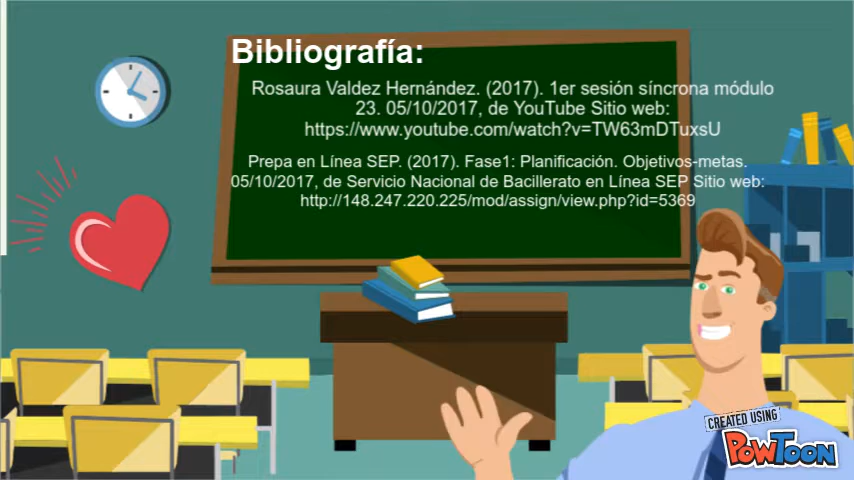 Bibliografía:
Rosaura Valdez Hernández. (2017). 1er sesión síncrona módulo
23. 05/10/2017, de YouTube Sitio web:
https://www.youtube.com/watch?v=TW63mDTuxsU
Prepa en Línea SEP. (2017). Fase1: Planificación. Objetivos-metas.
05/10/2017, de Servicio Nacional de Bacillerato en Línea SEP Sitio web:
http://148.247.220.225/mod/assign/view.php?id=5369
CREATED USING
POWTOON